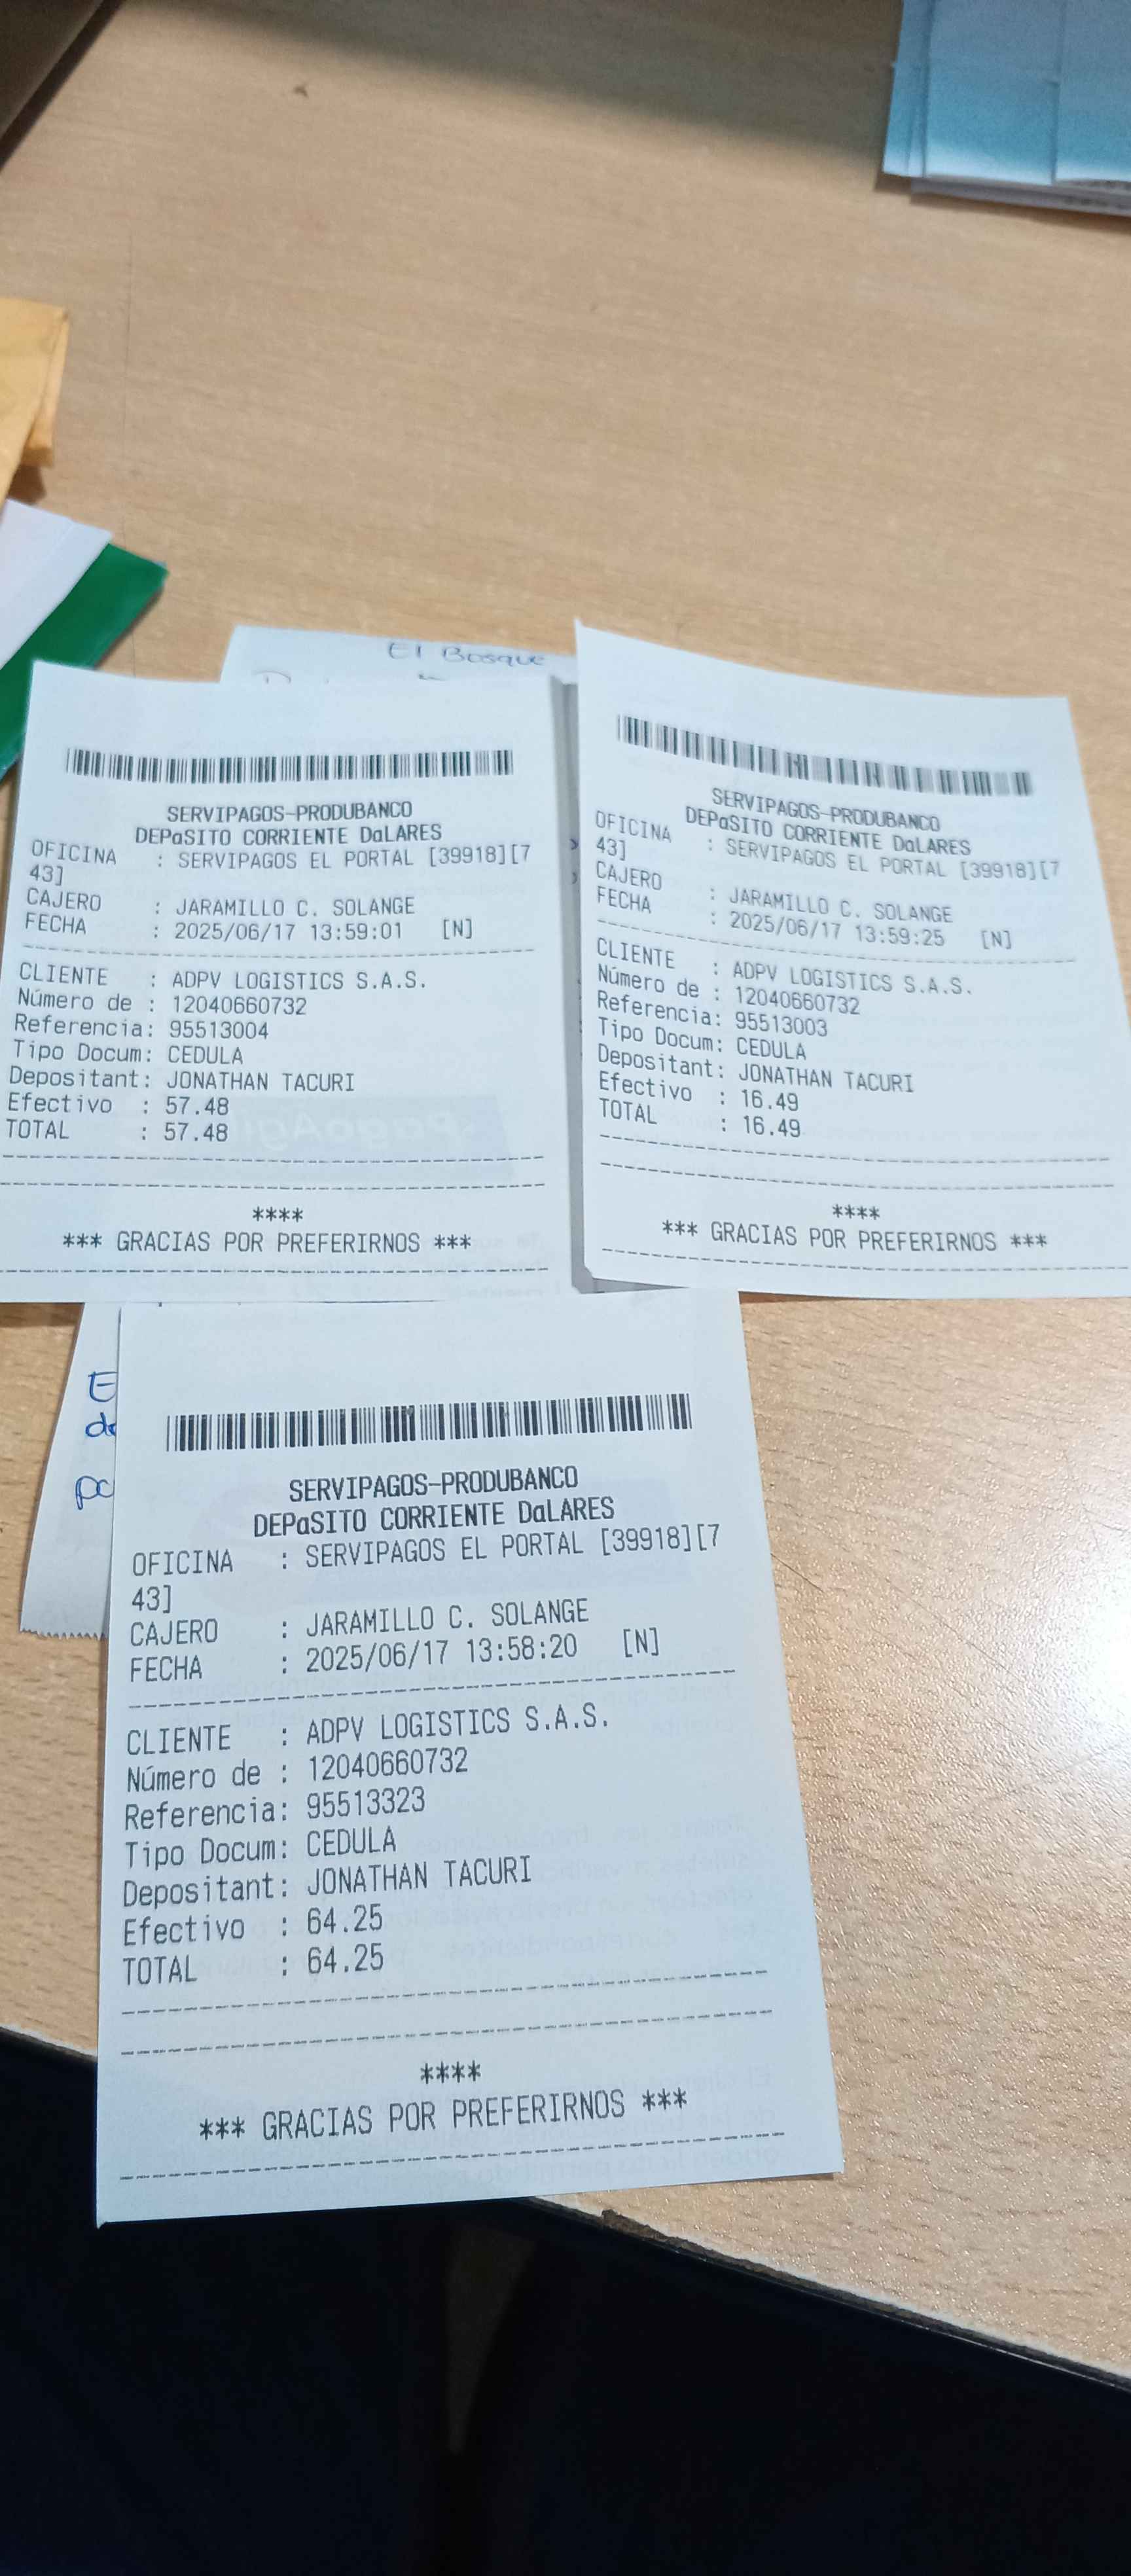 El Bosque
SERVIPAGOS-PRODUBANCO
DEPaSITO CORRIENTE DaLARES
OFICINA : SERVIPAGOS EL PORTAL [39918][7
43]
CAJERO : JARAMILLO C. SOLANGE
FECHA : 2025/06/17 13:59:01 [N]
CLIENTE : ADPV LOGISTICS S.A.S.
Número de : 12040660732
Referencia: 95513004
Tipo Docum: CEDULA
Depositant: JONATHAN TACURI
Efectivo : 57.48
TOTAL : 57.48
****
*** GRACIAS POR PREFERIRNOS ***
SERVIPAGOS-PRODUBANCO
DEPaSITO CORRIENTE DaLARES
OFICINA : SERVIPAGOS EL PORTAL [39918][7
43]
CAJERO : JARAMILLO C. SOLANGE
FECHA : 2025/06/17 13:59:25 [N]
CLIENTE : ADPV LOGISTICS S.A.S.
Número de : 12040660732
Referencia: 95513003
Tipo Docum: CEDULA
Depositant: JONATHAN TACURI
Efectivo : 16.49
TOTAL : 16.49
****
*** GRACIAS POR PREFERIRNOS ***
SERVIPAGOS-PRODUBANCO
DEPaSITO CORRIENTE DaLARES
OFICINA : SERVIPAGOS EL PORTAL [39918][7
43]
CAJERO : JARAMILLO C. SOLANGE
FECHA : 2025/06/17 13:58:20 [N]
CLIENTE : ADPV LOGISTICS S.A.S.
Número de : 12040660732
Referencia: 95513323
Tipo Docum: CEDULA
Depositant: JONATHAN TACURI
Efectivo : 64.25
TOTAL : 64.25
****
*** GRACIAS POR PREFERIRNOS ***